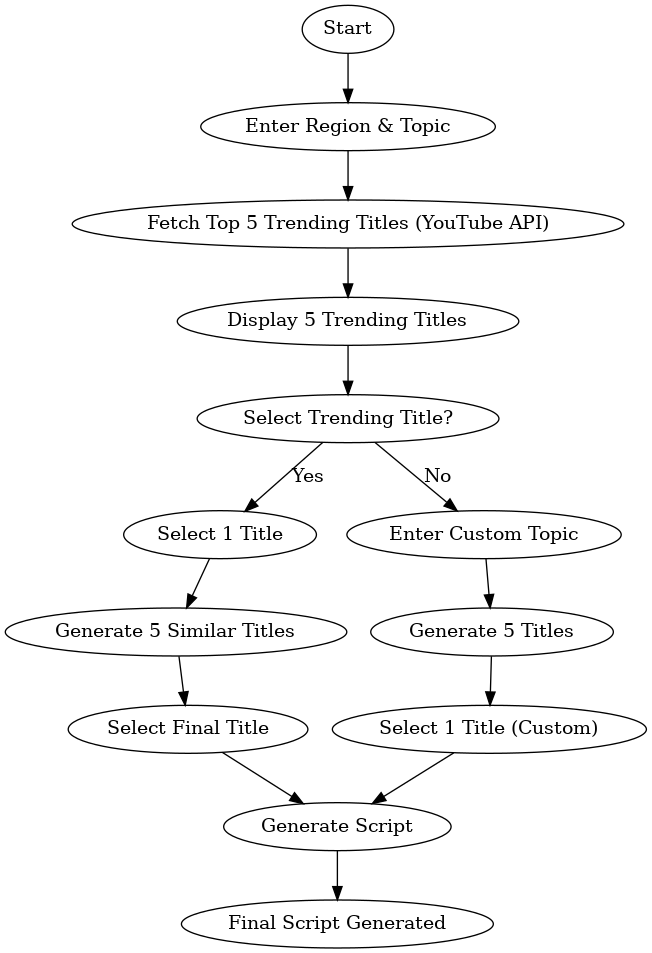 Start
Enter Region & Topic
Fetch Top 5 Trending Titles (YouTube API)
Display 5 Trending Titles
Select Trending Title?
Yes
No
Select 1 Title
Enter Custom Topic
Generate 5 Similar Titles
Generate 5 Titles
Select Final Title
Select 1 Title (Custom)
Generate Script
Final Script Generated